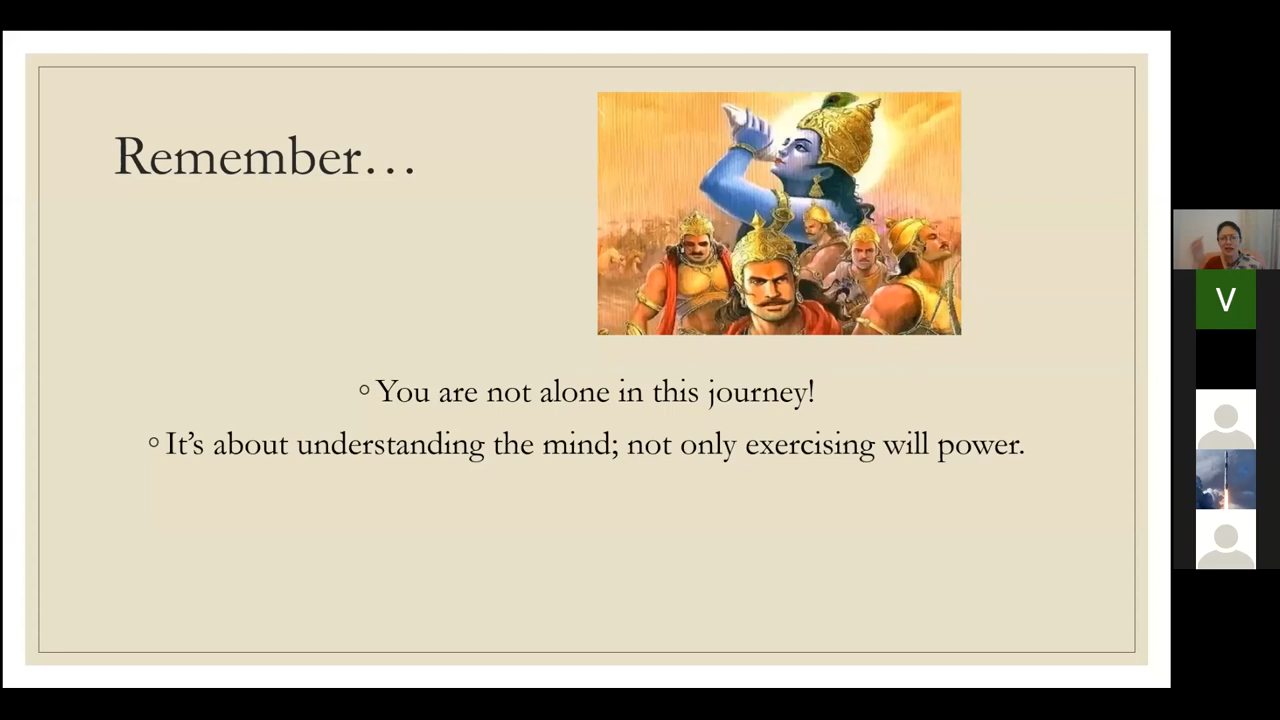 Remember…
◦ You are not alone in this journey!
◦ It’s about understanding the mind; not only exercising will power.
V